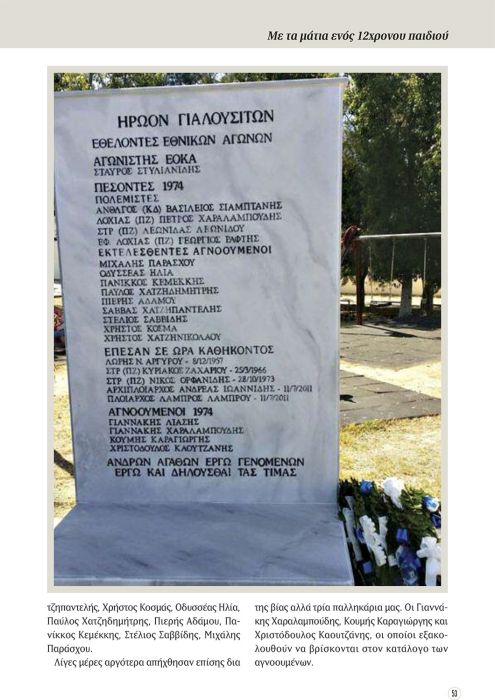 Με τα μάτια ενός 12χρονου παιδιού
ΗΡΩΟΝ ΓΙΑΛΟΥΣΙΤΩΝ
ΕΘΕΛΟΝΤΕΣ ΕΘΝΙΚΩΝ ΑΓΩΝΩΝ
ΑΓΩΝΙΣΤΗΣ ΕΟΚΑ
ΣΤΑΥΡΟΣ ΣΤΥΛΙΑΝΙΔΗΣ
ΠΕΣΟΝΤΕΣ 1974
ΠΟΛΕΜΙΣΤΕΣ
ΑΝΘΛΓΟΣ (ΚΔ) ΒΑΣΙΛΕΙΟΣ ΣΙΑΜΠΤΑΝΗΣ
ΛΟΧΙΑΣ (ΠΖ) ΠΕΤΡΟΣ ΧΑΡΑΛΑΜΠΟΥΔΗΣ
ΣΤΡ (ΠΖ) ΛΕΩΝΙΔΑΣ ΛΕΩΝΙΔΟΥ
ΕΦ. ΛΟΧΙΑΣ (ΠΖ) ΓΕΩΡΓΙΟΣ ΡΑΦΤΗΣ
ΕΚΤΕΛΕΣΘΕΝΤΕΣ ΑΓΝΟΟΥΜΕΝΟΙ
ΜΙΧΑΛΗΣ ΠΑΡΑΣΧΟΥ
ΟΔΥΣΣΕΑΣ ΗΛΙΑ
ΠΑΝΙΚΚΟΣ ΚΕΜΕΚΚΗΣ
ΠΑΥΛΟΣ ΧΑΤΖΗΔΗΜΗΤΡΗΣ
ΠΙΕΡΗΣ ΑΔΑΜΟΥ
ΣΑΒΒΑΣ ΧΑΤΖΗΠΑΝΤΕΛΗΣ
ΣΤΕΛΙΟΣ ΣΑΒΒΙΔΗΣ
ΧΡΗΣΤΟΣ ΚΟΣΜΑ
ΧΡΗΣΤΟΣ ΧΑΤΖΗΝΙΚΟΛΑΟΥ
ΕΠΕΣΑΝ ΣΕ ΩΡΑ ΚΑΘΗΚΟΝΤΟΣ
ΛΩΡΗΣ Ν. ΑΡΓΥΡΟΥ - 8/12/1957
ΣΤΡ (ΠΖ) ΚΥΡΙΑΚΟΣ ΖΑΧΑΡΙΟΥ - 25/3/1966
ΣΤΡ (ΠΖ) ΝΙΚΟΣ ΟΡΦΑΝΙΔΗΣ - 28/10/1973
ΑΡΧΙΠΛΟΙΑΡΧΟΣ ΑΝΔΡΕΑΣ ΙΩΑΝΝΙΔΗΣ - 11/7/2011
ΠΛΟΙΑΡΧΟΣ ΛΑΜΠΡΟΣ ΛΑΜΠΡΟΥ - 11/7/2011
ΑΓΝΟΟΥΜΕΝΟΙ 1974
ΓΙΑΝΝΑΚΗΣ ΛΙΑΣΗΣ
ΓΙΑΝΝΑΚΗΣ ΧΑΡΑΛΑΜΠΟΥΔΗΣ
ΚΟΥΜΗΣ ΚΑΡΑΓΙΩΡΓΗΣ
ΧΡΙΣΤΟΔΟΥΛΟΣ ΚΑΟΥΤΖΑΝΗΣ
ΑΝΔΡΩΝ ΑΓΑΘΩΝ ΕΡΓΩ ΓΕΝΟΜΕΝΩΝ
ΕΡΓΩ ΚΑΙ ΔΗΛΟΥΣΘΑΙ ΤΑΣ ΤΙΜΑΣ
τζηπαντελής, Χρήστος Κοσμάς, Οδυσσέας Ηλία,
Παύλος Χατζηδημήτρης, Πιερής Αδάμου, Πα-
νίκκος Κεμέκκης, Στέλιος Σαββίδης, Μιχάλης
Παράσχου.
Λίγες μέρες αργότερα απήχθησαν επίσης δια
της βίας αλλά τρία παλληκάρια μας. Οι Γιαννά-
κης Χαραλαμπούδης, Κουμής Καραγιώργης και
Χριστόδουλος Καουτζάνης, οι οποίοι εξακο-
λουθούν να βρίσκονται στον κατάλογο των
αγνοουμένων.
53